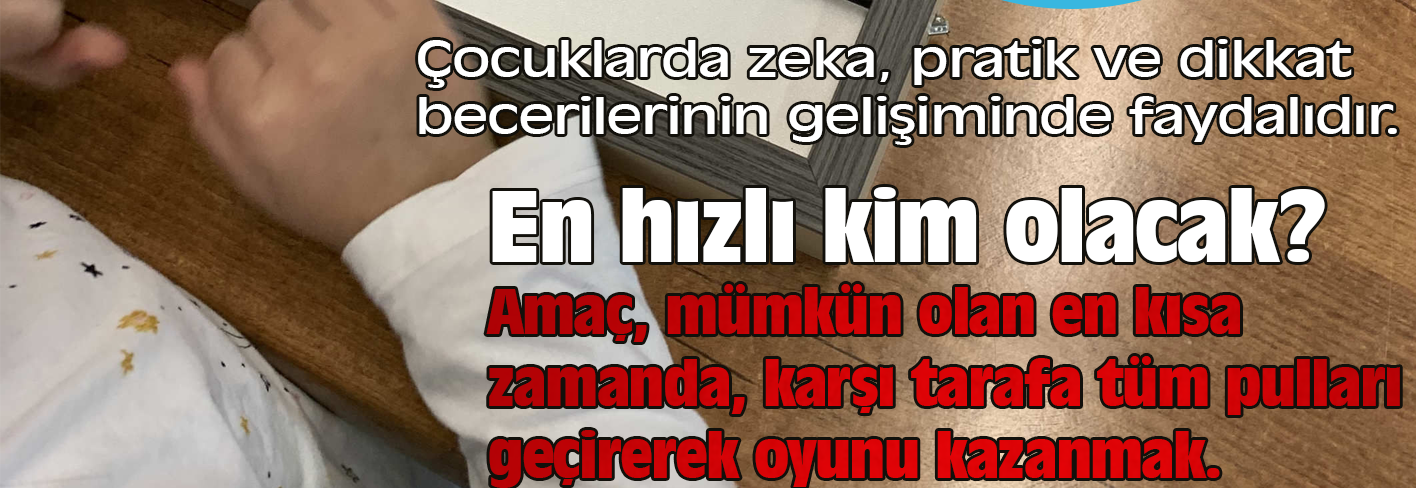 Çocuklarda zeka, pratik ve dikkat
becerilerinin gelişiminde faydalıdır.
En hızlı kim olacak?
Amaç, mümkün olan en kısa
zamanda, karşı tarafa tüm pulları
geçirerek oyunu kazanmak.